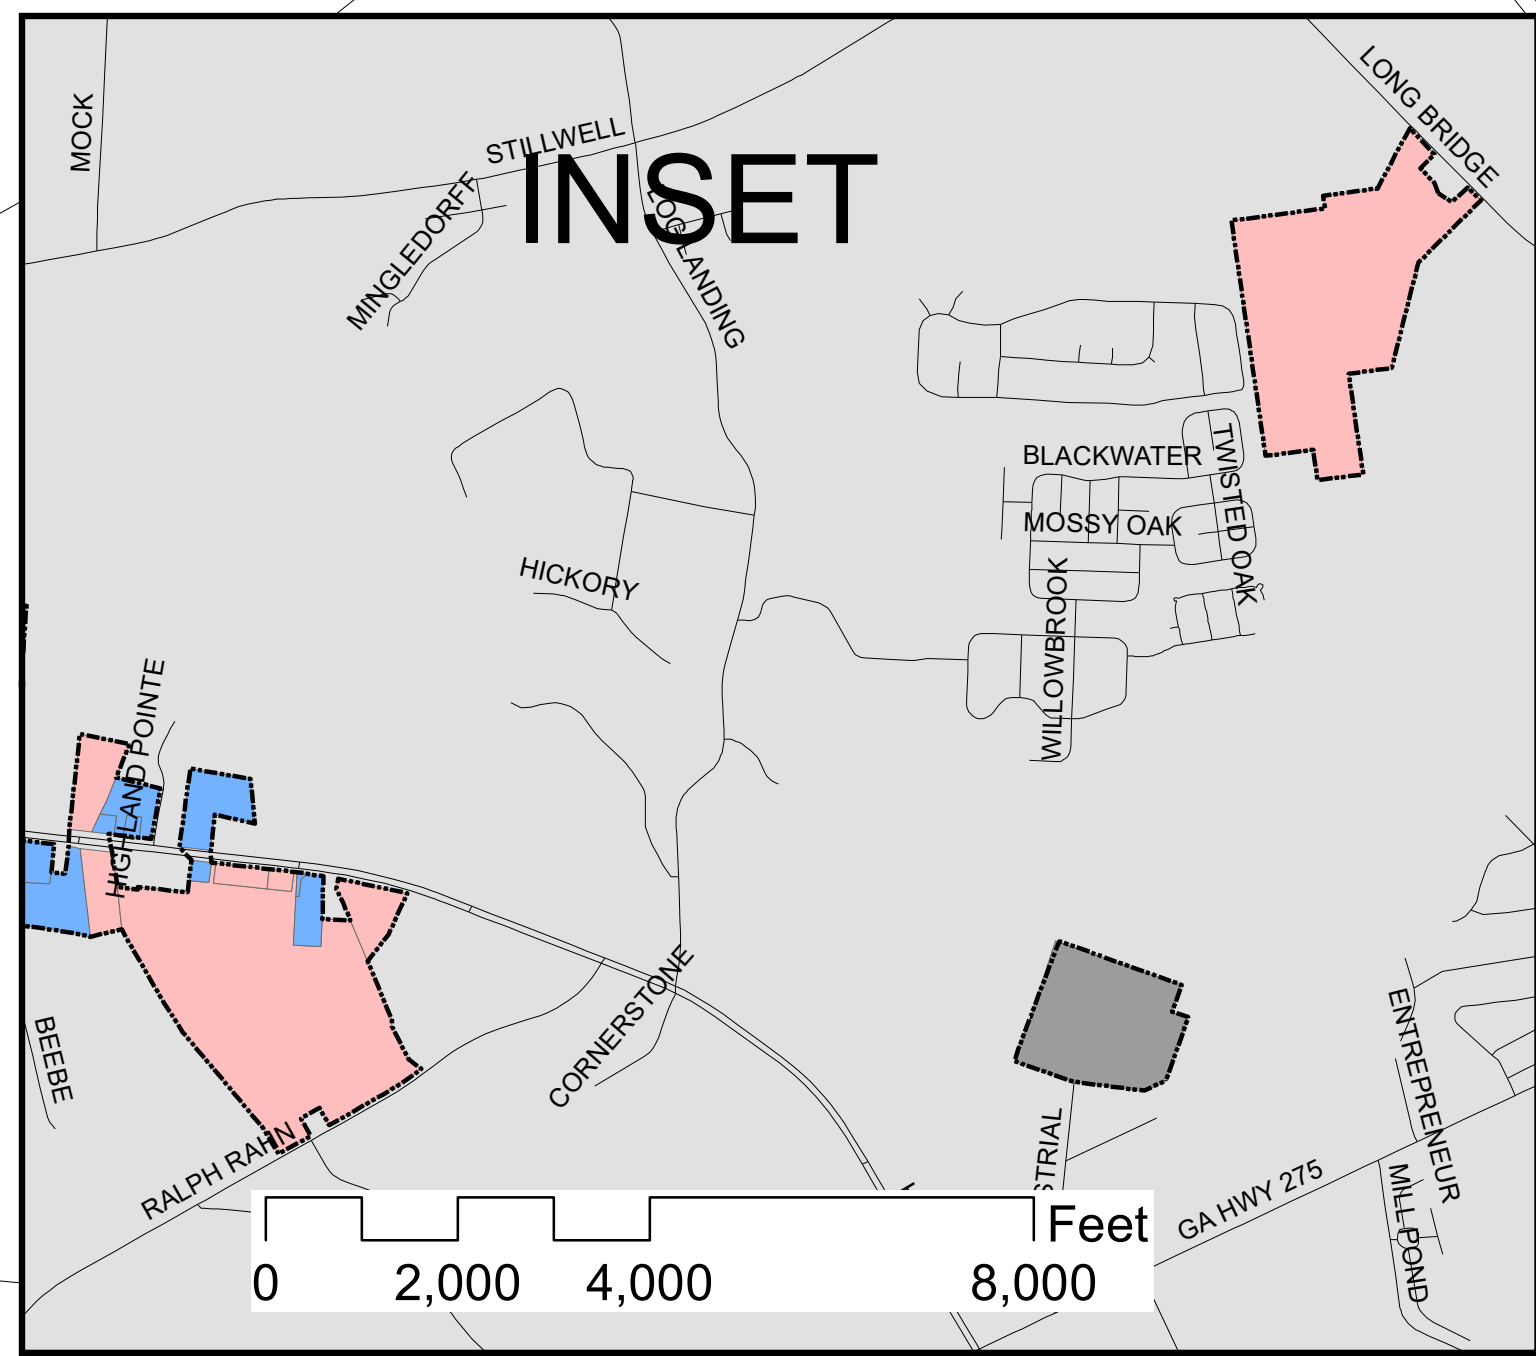 LONG BRIDGE
MOCK
STILLWELL
INSET
MINGLEDORFF
LOG LANDING
BLACKWATER
TWISTED OAK
MOSSY OAK
HICKORY
WILLOWBROOK
HIGHLAND POINTE
CORNERSTONE
BEEBE
ENTREPRENEUR
RALPH RAHN
STRIAL
GA HWY 275
MILL POND
Feet
0 2,000 4,000 8,000